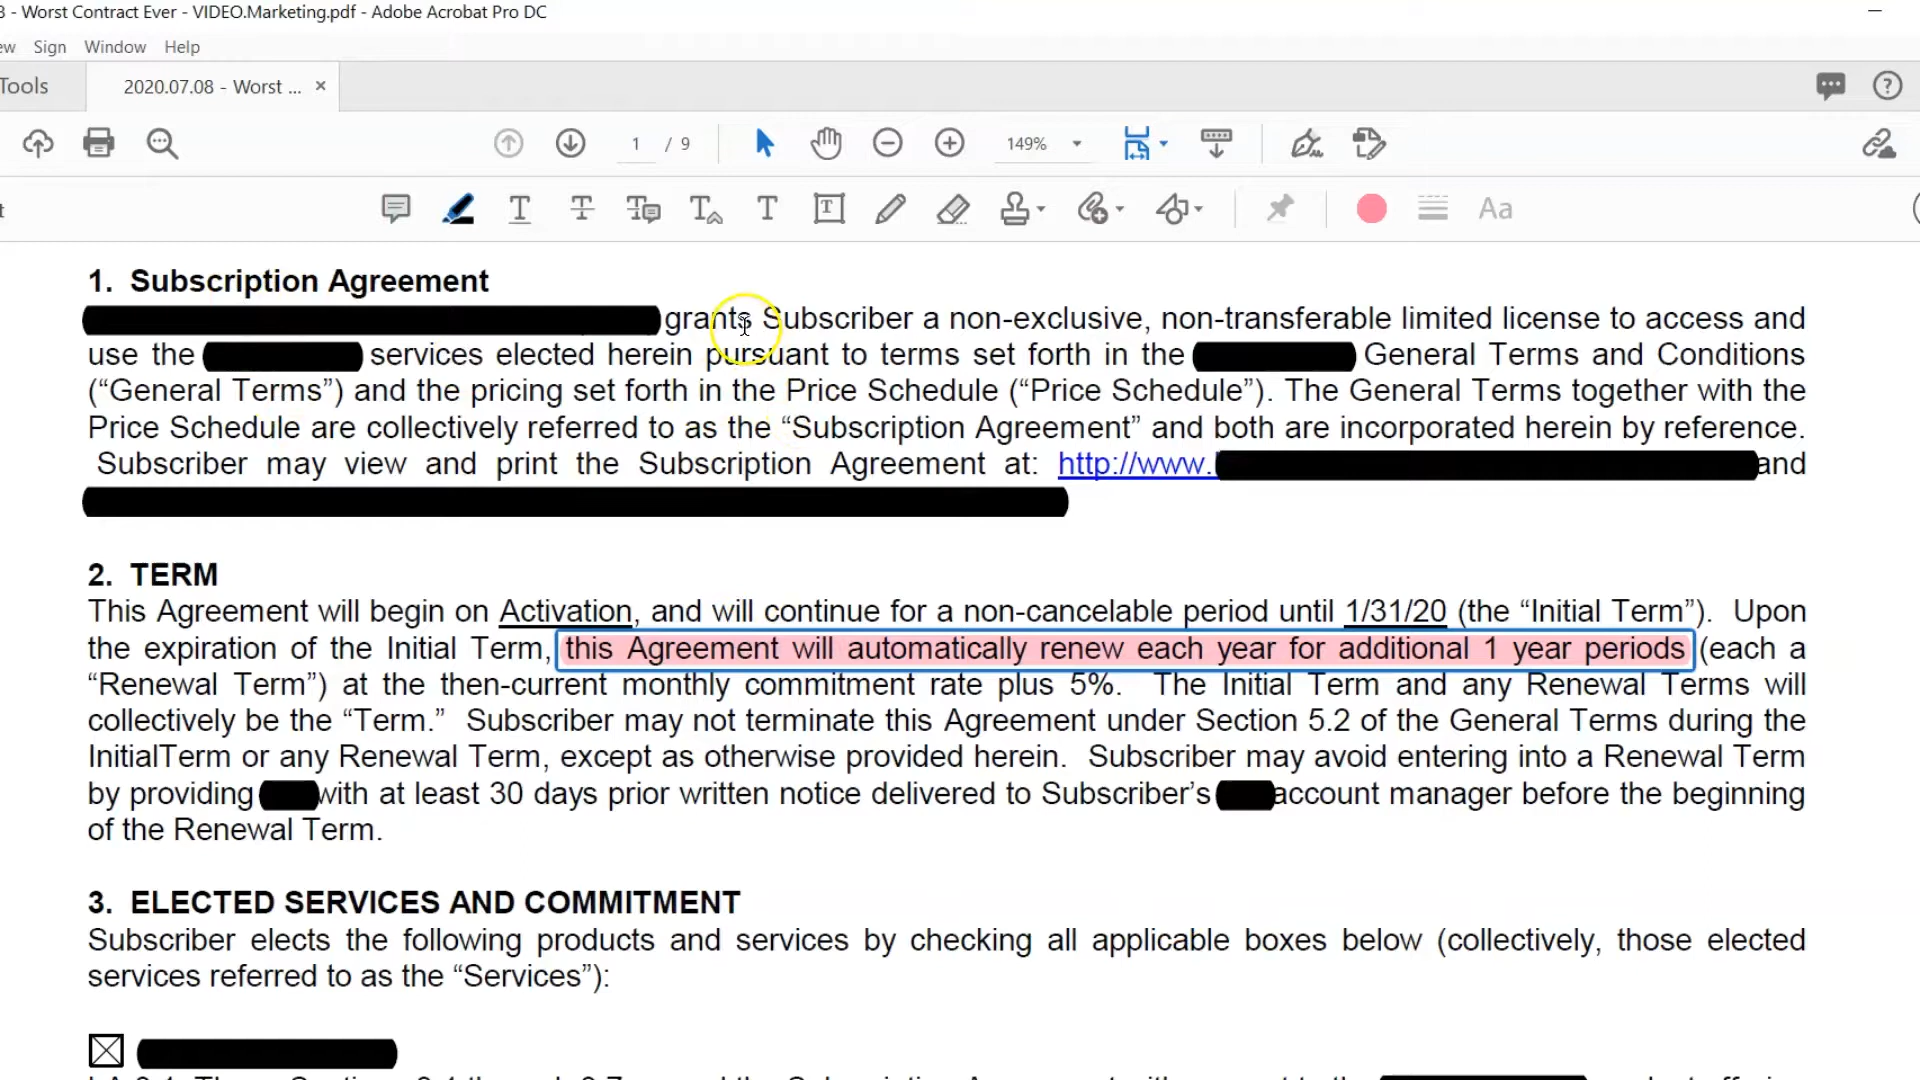 3 - Worst Contract Ever - VIDEO.Marketing.pdf - Adobe Acrobat Pro DC
ew Sign Window Help
Tools 2020.07.08 - Worst ... ×
1 / 9 149%
t T T T T T T Aa
1. Subscription Agreement
grants Subscriber a non-exclusive, non-transferable limited license to access and
use the services elected herein pursuant to terms set forth in the General Terms and Conditions
(“General Terms”) and the pricing set forth in the Price Schedule (“Price Schedule”). The General Terms together with the
Price Schedule are collectively referred to as the “Subscription Agreement” and both are incorporated herein by reference.
Subscriber may view and print the Subscription Agreement at: http://www. and
2. TERM
This Agreement will begin on Activation, and will continue for a non-cancelable period until 1/31/20 (the “Initial Term”). Upon
the expiration of the Initial Term, this Agreement will automatically renew each year for additional 1 year periods (each a
“Renewal Term”) at the then-current monthly commitment rate plus 5%. The Initial Term and any Renewal Terms will
collectively be the “Term.” Subscriber may not terminate this Agreement under Section 5.2 of the General Terms during the
InitialTerm or any Renewal Term, except as otherwise provided herein. Subscriber may avoid entering into a Renewal Term
by providing with at least 30 days prior written notice delivered to Subscriber’s account manager before the beginning
of the Renewal Term.
3. ELECTED SERVICES AND COMMITMENT
Subscriber elects the following products and services by checking all applicable boxes below (collectively, those elected
services referred to as the “Services”):